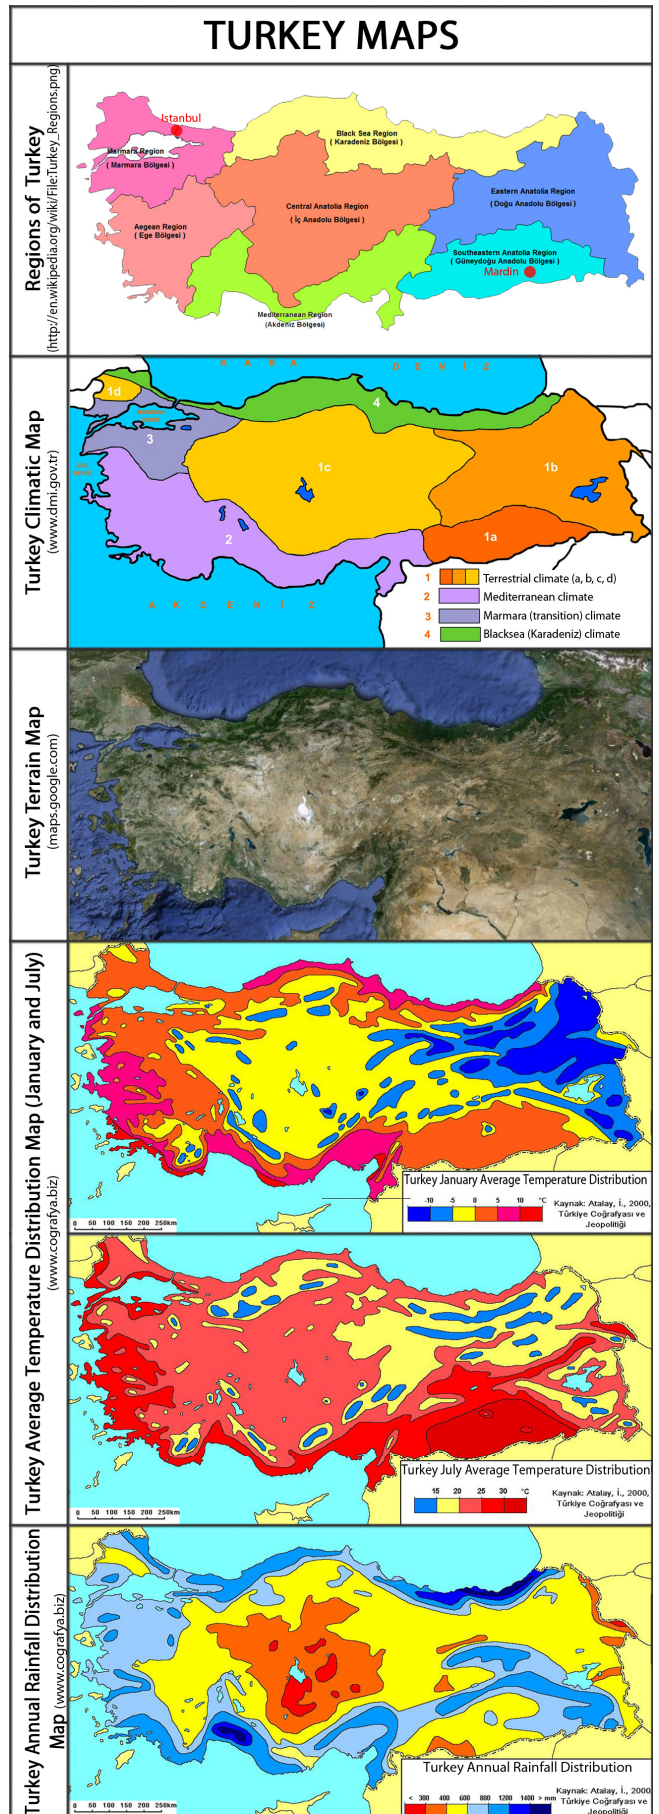 TURKEY MAPS
Regions of Turkey
(http://en.wikipedia.org/wiki/File:Turkey_Regions.png)
Istanbul
Marmara Region
( Marmara Bölgesi )
Black Sea Region
( Karadeniz Bölgesi )
Central Anatolia Region
( İç Anadolu Bölgesi )
Eastern Anatolia Region
( Doğu Anadolu Bölgesi )
Aegean Region
( Ege Bölgesi )
Southeastern Anatolia Region
( Güneydoğu Anadolu Bölgesi )
Mardin
Mediterranean Region
(Akdeniz Bölgesi)
Turkey Climatic Map
(www.dmi.gov.tr)
KARA DENİZ
1d
4
3
1c
1b
2
1a
AKDENİZ
1 Terrestrial climate (a, b, c, d)
2 Mediterranean climate
3 Marmara (transition) climate
4 Blacksea (Karadeniz) climate
Turkey Terrain Map
(maps.google.com)
Turkey Average Temperature Distribution Map (January and July)
(www.cografya.biz)
Turkey January Average Temperature Distribution
-10 -5 0 5 10 °C
Kaynak: Atalay, İ., 2000,
Türkiye Coğrafyası ve
Jeopolitiği
0 50 100 150 200 250km
Turkey July Average Temperature Distribution
15 20 25 30 °C
Kaynak: Atalay, İ., 2000,
Türkiye Coğrafyası ve
Jeopolitiği
0 50 100 150 200 250km
Turkey Annual Rainfall Distribution
Map (www.cografya.biz)
Turkey Annual Rainfall Distribution
< 300 400 600 800 1200 1400 > mm
Kaynak: Atalay, İ., 2000,
Türkiye Coğrafyası ve
Jeopolitiği
0 50 100 150 200 250km